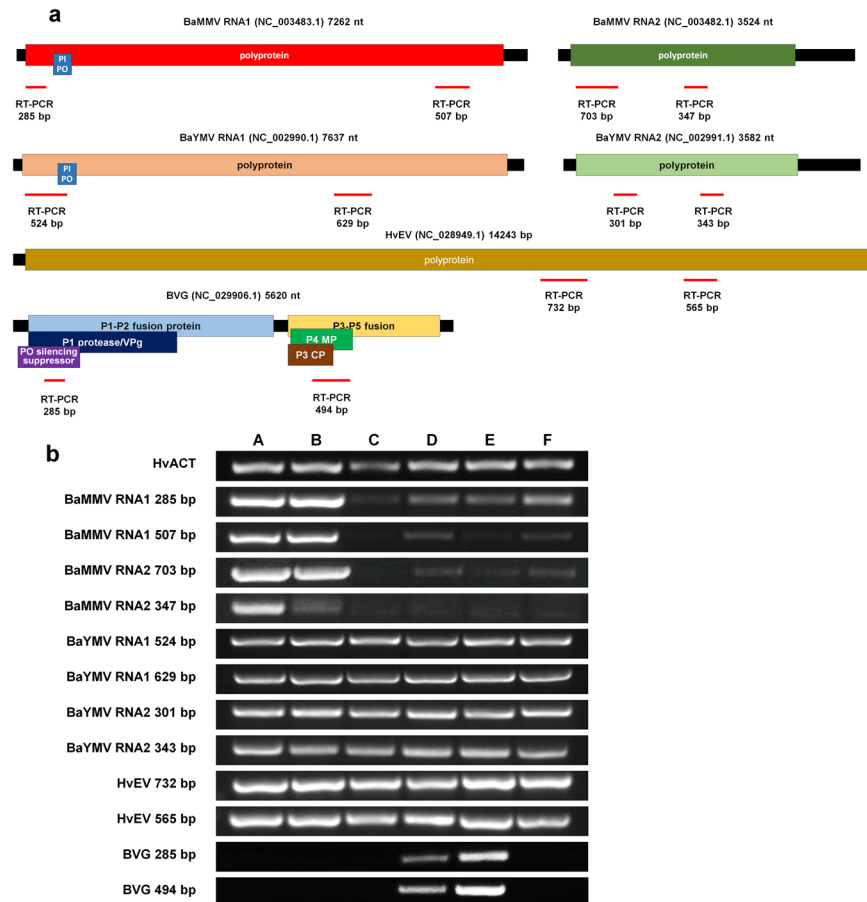 a
BaMMV RNA1 (NC_003483.1) 7262 nt
BaMMV RNA2 (NC_003482.1) 3524 nt
polyprotein
polyprotein
PI
PO
RT-PCR
285 bp
RT-PCR
507 bp
RT-PCR
703 bp
RT-PCR
347 bp
BaYMV RNA1 (NC_002990.1) 7637 nt
BaYMV RNA2 (NC_002991.1) 3582 nt
polyprotein
polyprotein
PI
PO
RT-PCR
524 bp
RT-PCR
629 bp
RT-PCR
301 bp
RT-PCR
343 bp
HvEV (NC_028949.1) 14243 bp
polyprotein
RT-PCR
732 bp
RT-PCR
565 bp
BVG (NC_029906.1) 5620 nt
P1-P2 fusion protein
P3-P5 fusion
P1 protease/VPg
P4 MP
PO silencing
suppressor
P3 CP
RT-PCR
285 bp
RT-PCR
494 bp
b
A B C D E F
HvACT
BaMMV RNA1 285 bp
BaMMV RNA1 507 bp
BaMMV RNA2 703 bp
BaMMV RNA2 347 bp
BaYMV RNA1 524 bp
BaYMV RNA1 629 bp
BaYMV RNA2 301 bp
BaYMV RNA2 343 bp
HvEV 732 bp
HvEV 565 bp
BVG 285 bp
BVG 494 bp